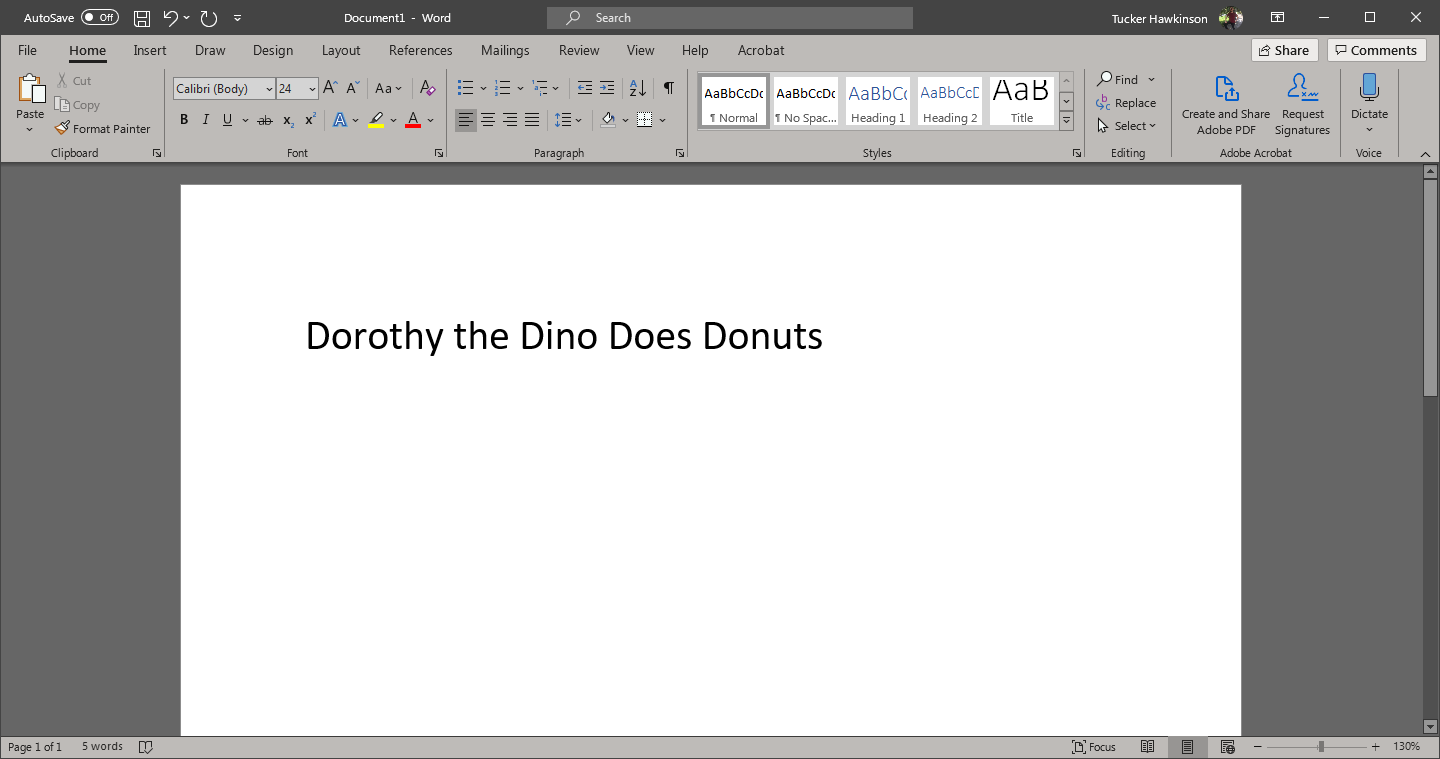 AutoSave Off Document1 - Word Search Tucker Hawkinson
File Home Insert Draw Design Layout References Mailings Review View Help Acrobat Share Comments
Paste
Cut
Copy
Format Painter
Clipboard
Calibri (Body) 24 Aa
B I U ab x2 x2 A A
Font
Paragraph
AaBbCcDc AaBbCcDc AaBbCc AaBbCcD AaB
¶ Normal ¶ No Spac... Heading 1 Heading 2 Title
Styles
Find
Replace
Select
Editing
Create and Share
Adobe PDF
Request
Signatures
Adobe Acrobat
Dictate
Voice
Dorothy the Dino Does Donuts
Page 1 of 1 5 words Focus 130%